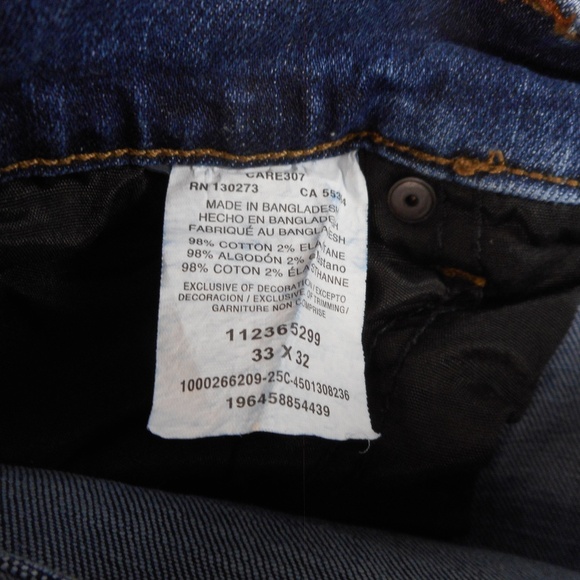 CARE307
RN 130273 CA
MADE IN BANGLADESH
HECHO EN BANGLADESH
FABRIQUÉ AU BANGLADESH
98% COTTON 2%
98% ALGODÓN 2%
98% COTON 2%
EXCLUSIVE OF DECORATION/EXCEPTO
DECORACION / EXCLUSIVE OF TRIMMING/
GARNITURE NON COMPRISE
112365299
33 X 32
1000266209-25C-4501308236
196458854439